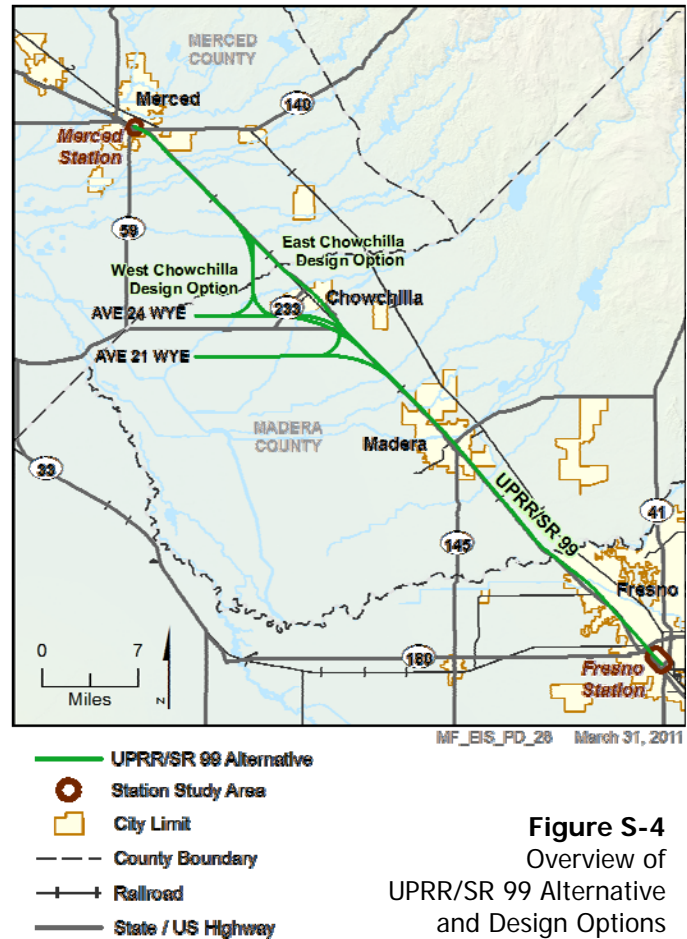 MERCED
COUNTY
Merced
140
Merced
Station
59
East Chowchilla
Design Option
West Chowchilla
Design Option
Chowchilla
233
AVE 24 WYE
AVE 21 WYE
MADERA
COUNTY
Madera
33
UPRR/SR 99
41
145
Fresno
0 7
Miles
N
180
Fresno
Station
MF_EIS_PD_26 March 31, 2011
UPRR/SR 99 Alternative
Station Study Area
City Limit
County Boundary
Railroad
State / US Highway
Figure S-4
Overview of
UPRR/SR 99 Alternative
and Design Options